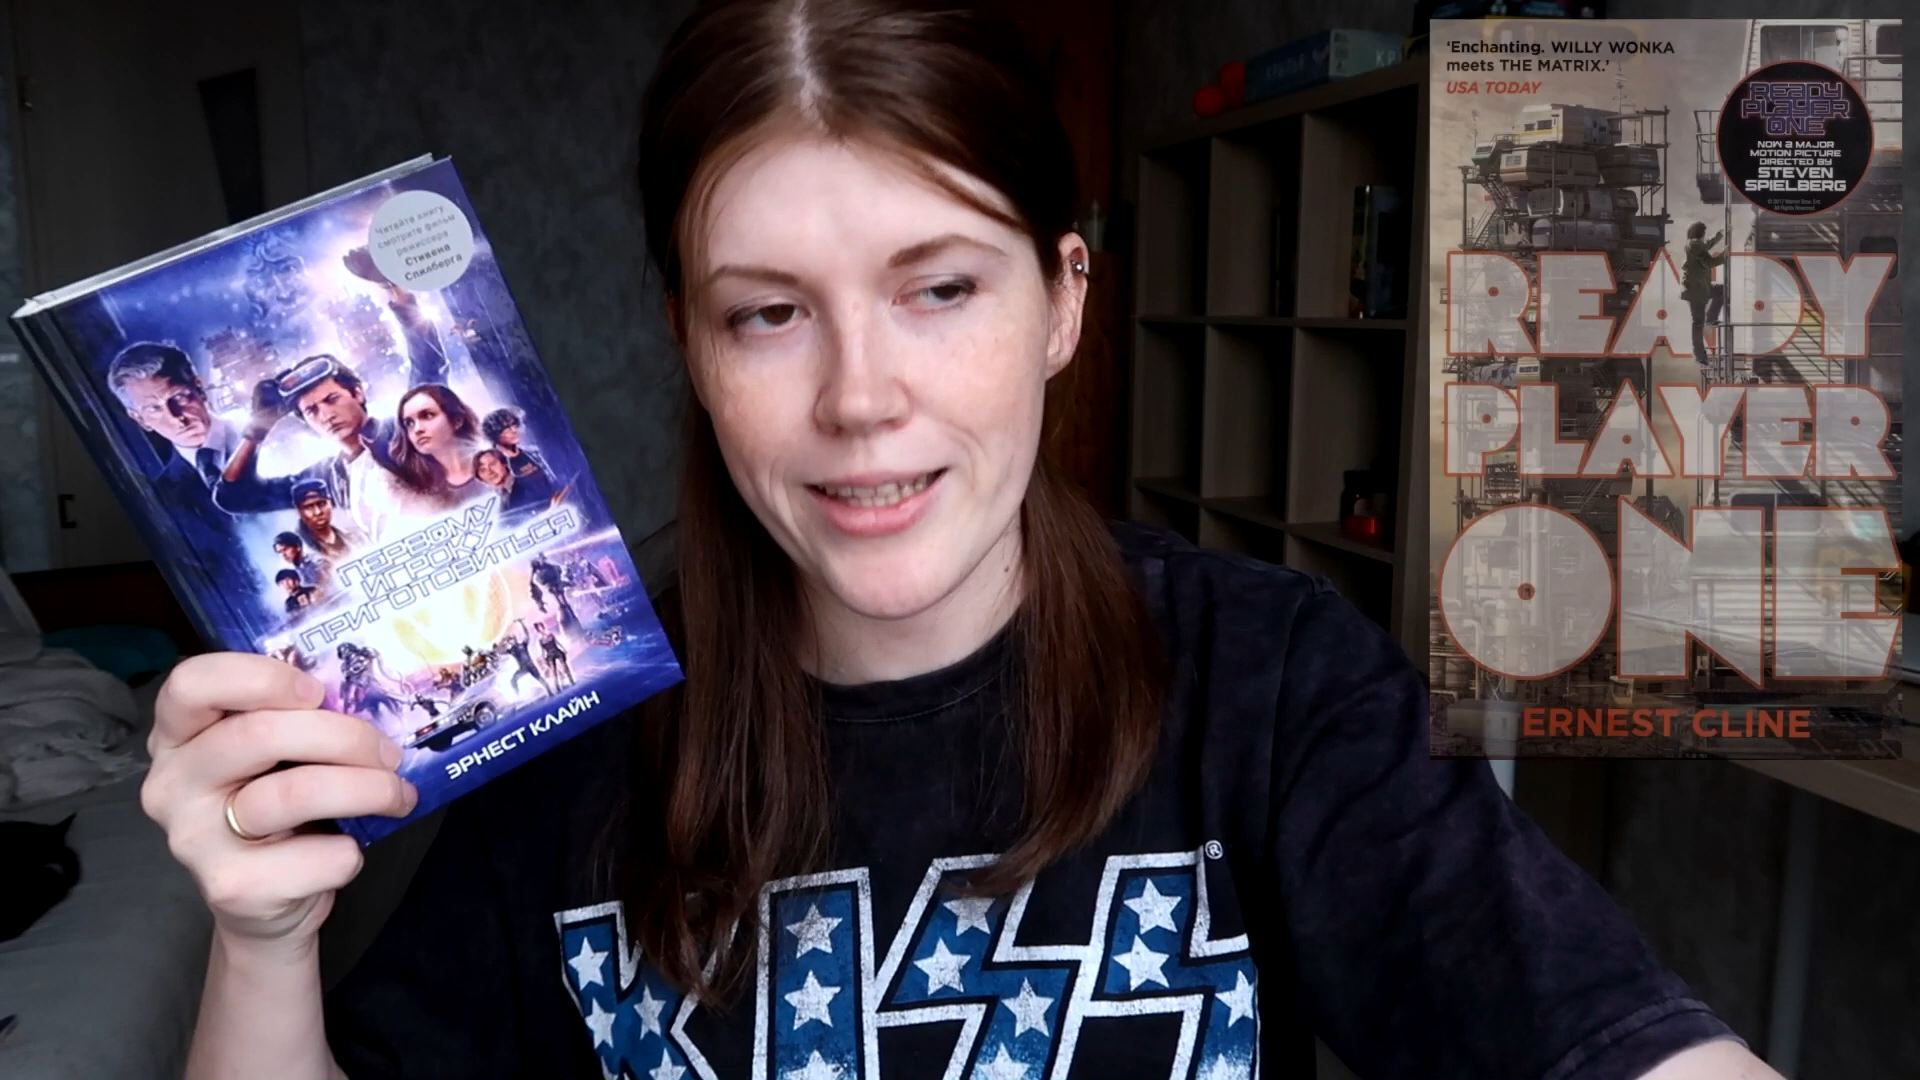 Читайте книгу
смотрите фильм
режиссера
Стивена
Спилберга
ПЕРВОМУ
ИГРОКУ
ПРИГОТОВИТЬСЯ
ЭРНЕСТ КЛАЙН
KISS®
‘Enchanting. WILLY WONKA
meets THE MATRIX.’
USA TODAY
READY
PLAYER
ONE
NOW a MAJOR
MOTION PICTURE
DIRECTED BY
STEVEN
SPIELBERG
READY
PLAYER
ONE
ERNEST CLINE